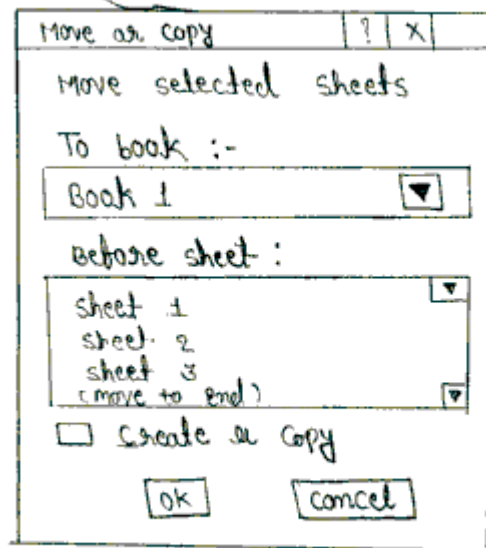 Move or Copy ? X
Move selected sheets
To book :-
Book 1
Before sheet :
sheet 1
sheet 2
sheet 3
(move to end)
Create a Copy
OK Cancel